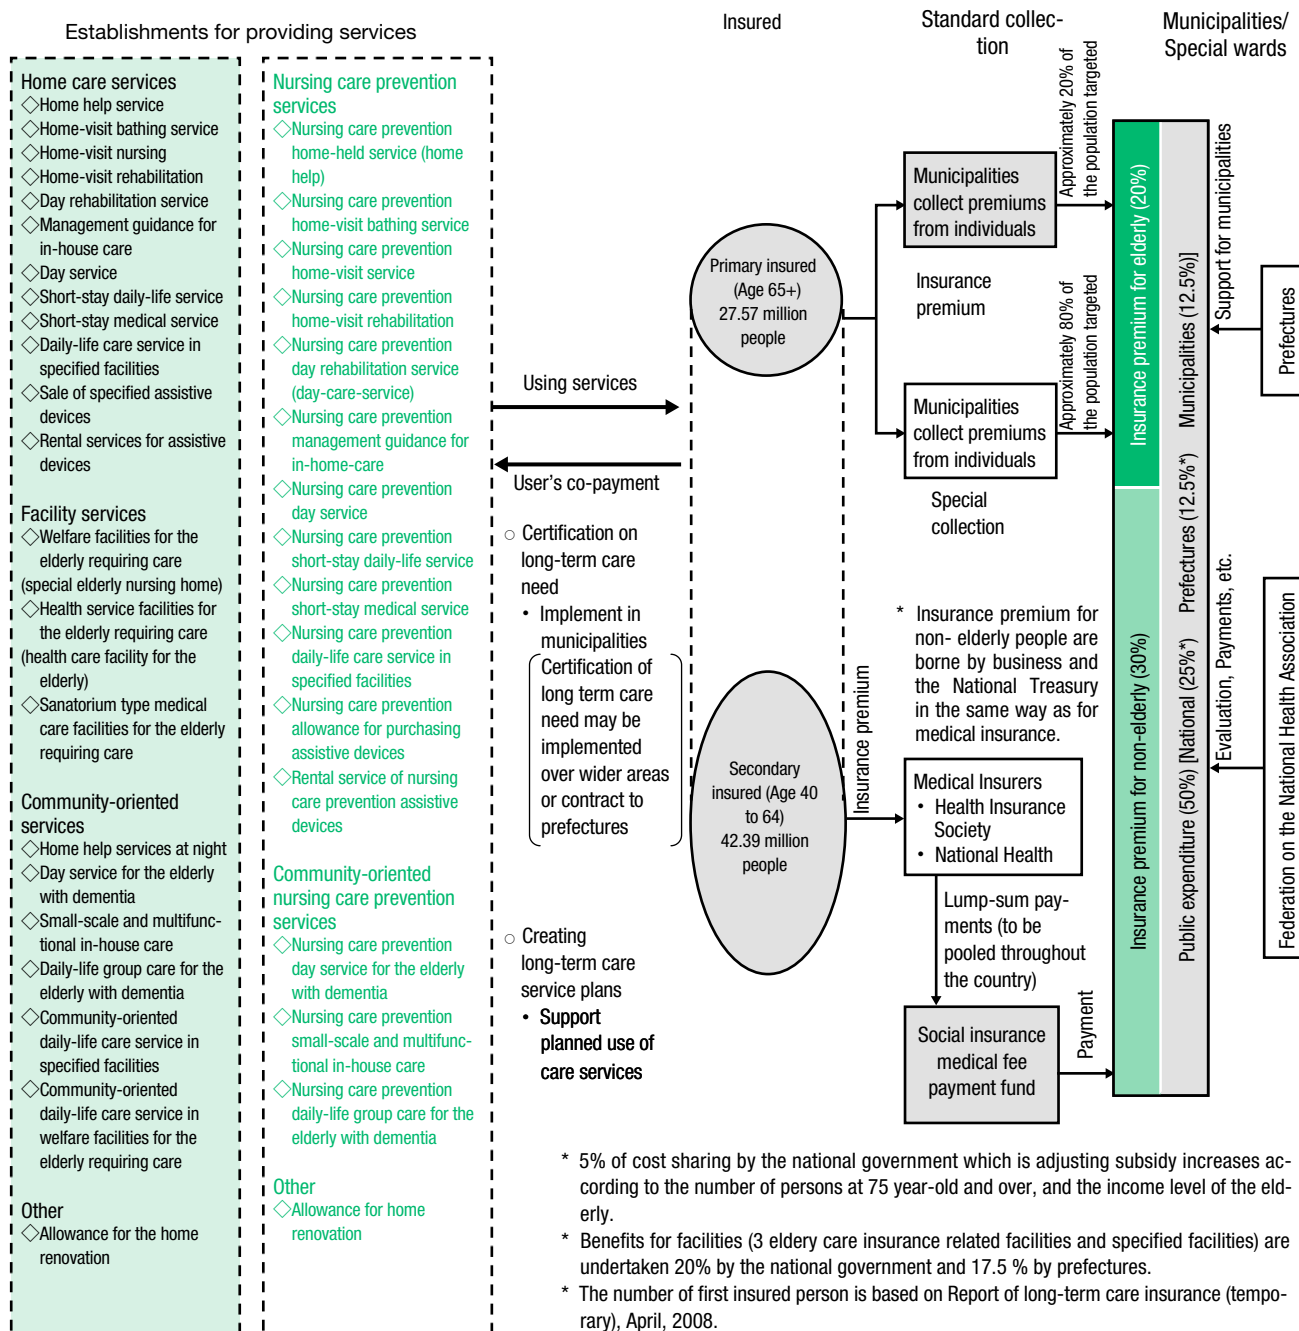 Establishments for providing services
Insured
Standard collec-
tion
Municipalities/
Special wards
Home care services
◇Home help service
◇Home-visit bathing service
◇Home-visit nursing
◇Home-visit rehabilitation
◇Day rehabilitation service
◇Management guidance for
in-house care
◇Day service
◇Short-stay daily-life service
◇Short-stay medical service
◇Daily-life care service in
specified facilities
◇Sale of specified assistive
devices
◇Rental services for assistive
devices
Facility services
◇Welfare facilities for the
elderly requiring care
(special elderly nursing home)
◇Health service facilities for
the elderly requiring care
(health care facility for the
elderly)
◇Sanatorium type medical
care facilities for the elderly
requiring care
Community-oriented
services
◇Home help services at night
◇Day service for the elderly
with dementia
◇Small-scale and multifunc-
tional in-house care
◇Daily-life group care for the
elderly with dementia
◇Community-oriented
daily-life care service in
specified facilities
◇Community-oriented
daily-life care service in
welfare facilities for the
elderly requiring care
Other
◇Allowance for the home
renovation
Nursing care prevention
services
◇Nursing care prevention
home-held service (home
help)
◇Nursing care prevention
home-visit bathing service
◇Nursing care prevention
home-visit service
◇Nursing care prevention
home-visit rehabilitation
◇Nursing care prevention
day rehabilitation service
(day-care-service)
◇Nursing care prevention
management guidance for
in-home-care
◇Nursing care prevention
day service
◇Nursing care prevention
short-stay daily-life service
◇Nursing care prevention
short-stay medical service
◇Nursing care prevention
daily-life care service in
specified facilities
◇Nursing care prevention
allowance for purchasing
assistive devices
◇Rental service of nursing
care prevention assistive
devices
Community-oriented
nursing care prevention
services
◇Nursing care prevention
day service for the elderly
with dementia
◇Nursing care prevention
small-scale and multifunc-
tional in-house care
◇Nursing care prevention
daily-life group care for the
elderly with dementia
Other
◇Allowance for home
renovation
Using services
User's co-payment
○ Certification on
long-term care
need
• Implement in
municipalities
Certification of
long term care
need may be
implemented
over wider areas
or contract to
prefectures
○ Creating
long-term care
service plans
• Support
planned use of
care services
Primary insured
(Age 65+)
27.57 million
people
Secondary
insured (Age 40
to 64)
42.39 million
people
Insurance premium
Municipalities
collect premiums
from individuals
Insurance
premium
Municipalities
collect premiums
from individuals
Special
collection
Approximately 20% of
the population targeted
Approximately 80% of
the population targeted
* Insurance premium for
non- elderly people are
borne by business and
the National Treasury
in the same way as for
medical insurance.
Medical Insurers
• Health Insurance
Society
• National Health
Lump-sum pay-
ments (to be
pooled throughout
the country)
Social insurance
medical fee
payment fund
Payment
Insurance premium for elderly (20%)
Insurance premium for non-elderly (30%)
Public expenditure (50%) [National (25%*) Prefectures (12.5%*) Municipalities (12.5%)]
Support for municipalities
Prefectures
Evaluation, Payments, etc.
Federation on the National Health Association
* 5% of cost sharing by the national government which is adjusting subsidy increases ac-
cording to the number of persons at 75 year-old and over, and the income level of the eld-
erly.
* Benefits for facilities (3 eldery care insurance related facilities and specified facilities) are
undertaken 20% by the national government and 17.5 % by prefectures.
* The number of first insured person is based on Report of long-term care insurance (tempo-
rary), April, 2008.